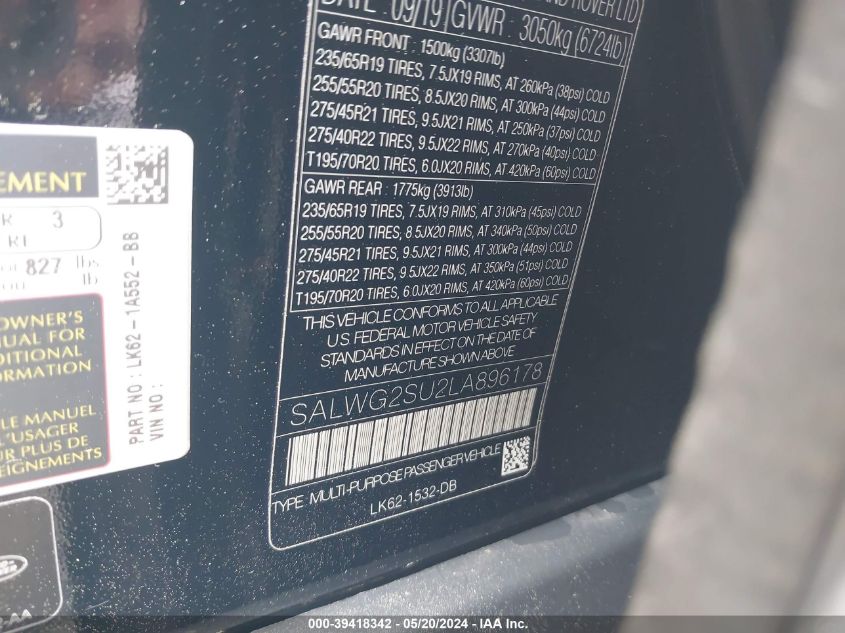 DATE 09/19 GVWR : 3050kg (6724lb)
GAWR FRONT : 1500kg (3307lb)
235/65R19 TIRES, 7.5JX19 RIMS, AT 260kPa (38psi) COLD
255/55R20 TIRES, 8.5JX20 RIMS, AT 300kPa (44psi) COLD
275/45R21 TIRES, 9.5JX21 RIMS, AT 250kPa (37psi) COLD
275/40R22 TIRES, 9.5JX22 RIMS, AT 270kPa (40psi) COLD
T195/70R20 TIRES, 6.0JX20 RIMS, AT 420kPa (60psi) COLD
GAWR REAR : 1775kg (3913lb)
235/65R19 TIRES, 7.5JX19 RIMS, AT 310kPa (45psi) COLD
255/55R20 TIRES, 8.5JX20 RIMS, AT 340kPa (50psi) COLD
275/45R21 TIRES, 9.5JX21 RIMS, AT 300kPa (44psi) COLD
275/40R22 TIRES, 9.5JX22 RIMS, AT 350kPa (51psi) COLD
T195/70R20 TIRES, 6.0JX20 RIMS, AT 420kPa (60psi) COLD
THIS VEHICLE CONFORMS TO ALL APPLICABLE
U.S. FEDERAL MOTOR VEHICLE SAFETY
STANDARDS IN EFFECT ON THE DATE OF
MANUFACTURE SHOWN ABOVE
SALWG2SU2LA896178
TYPE: MULTI-PURPOSE PASSENGER VEHICLE
LK62-1532-DB
EMENT
R 3
827 lbs
lb
OWNER'S
NUAL FOR
DITIONAL
ORMATION
LE MANUEL
L'USAGER
UR PLUS DE
EIGNEMENTS
PART NO : LK62-1A552-BB
VIN NO :
000-39418342 - 05/20/2024 - IAA Inc.